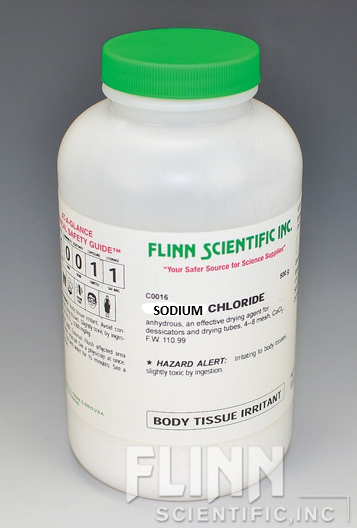 AT-A-GLANCE
SAFETY GUIDE™
0 0 1 1
FLINN SCIENTIFIC INC.
"Your Safer Source for Science Supplies"
500 g
C0016
SODIUM CHLORIDE
anhydrous, an effective drying agent for
dessicators and drying tubes, 4–8 mesh, CaCl₂
F.W. 110.99
★ HAZARD ALERT: Irritating to body tissues,
slightly toxic by ingestion.
BODY TISSUE IRRITANT
FLINN
SCIENTIFIC, INC